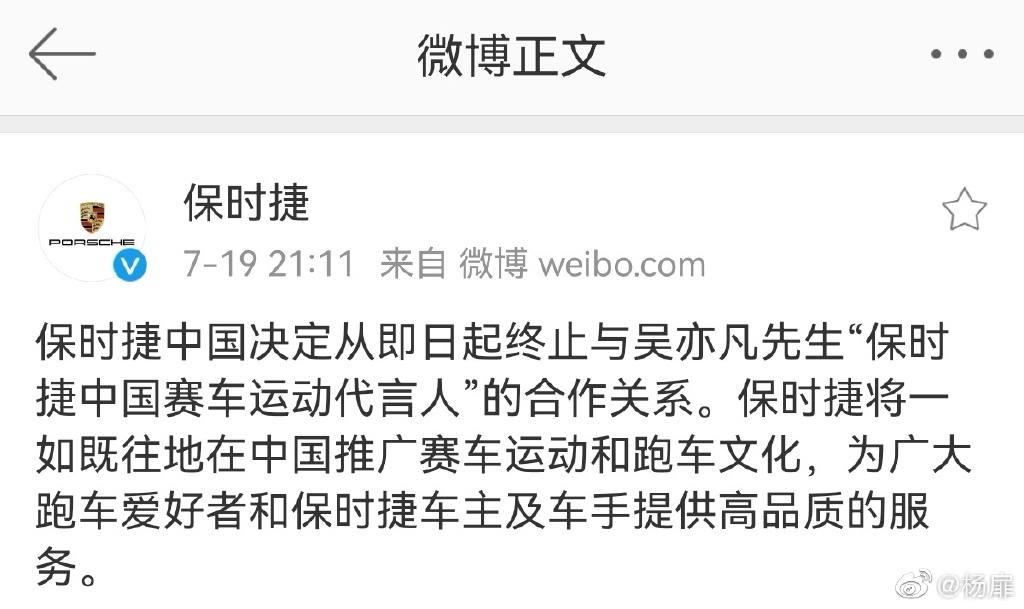 微博正文
保时捷
PORSCHE
7-19 21:11 来自 微博 weibo.com
保时捷中国决定从即日起终止与吴亦凡先生“保时
捷中国赛车运动代言人”的合作关系。保时捷将一
如既往地在中国推广赛车运动和跑车文化，为广大
跑车爱好者和保时捷车主及车手提供高品质的服
务。
@杨扉